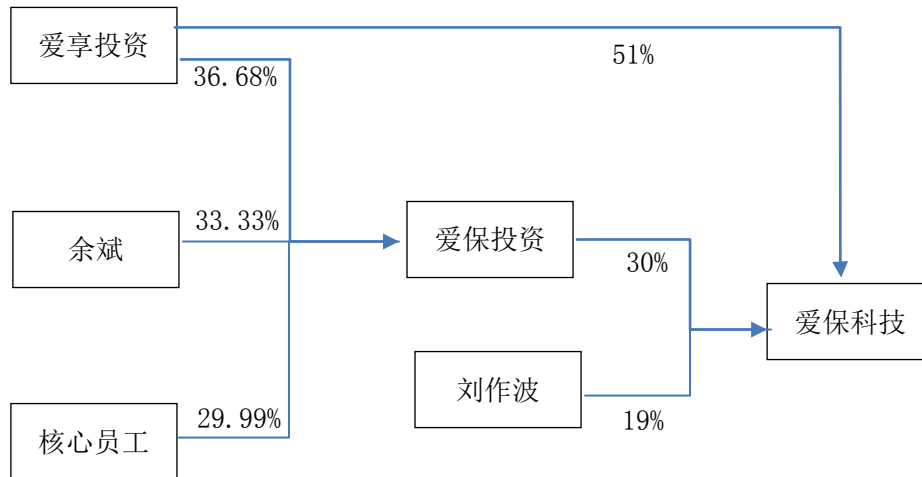 爱享投资
51%
36.68%
余斌
33.33%
爱保投资
30%
爱保科技
刘作波
19%
核心员工
29.99%